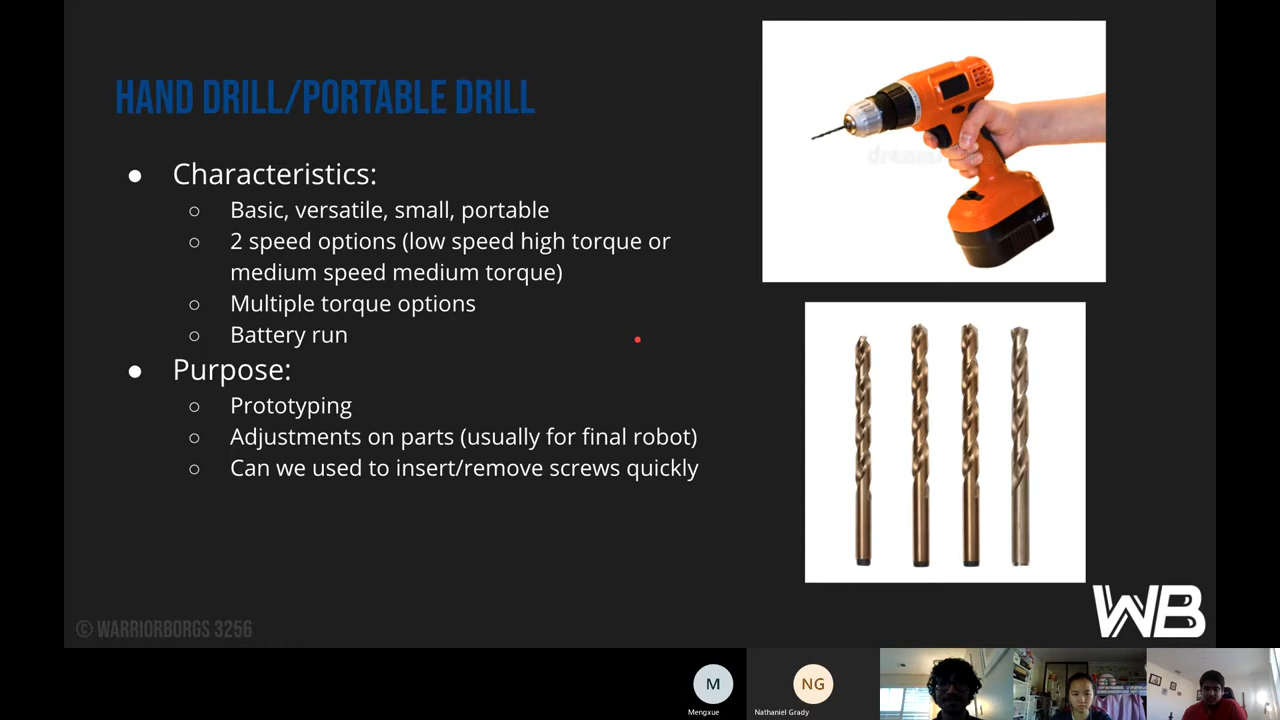 HAND DRILL/PORTABLE DRILL
● Characteristics:
○ Basic, versatile, small, portable
○ 2 speed options (low speed high torque or
medium speed medium torque)
○ Multiple torque options
○ Battery run
● Purpose:
○ Prototyping
○ Adjustments on parts (usually for final robot)
○ Can we used to insert/remove screws quickly
14.4v
© WARRIORBORGS 3256
WB
M
NG
Mengxue
Nathaniel Grady